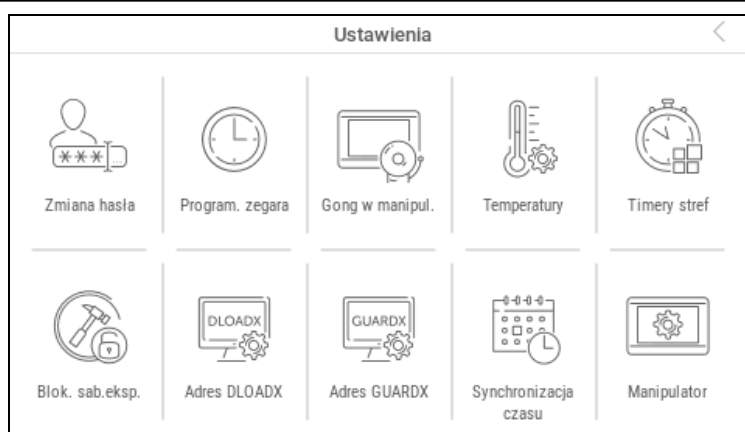 Ustawienia
***
Zmiana hasła
Program. zegara
Gong w manipul.
Temperatury
Timery stref
DLOADX
GUARDX
Blok. sab.eksp.
Adres DLOADX
Adres GUARDX
Synchronizacja
czasu
Manipulator